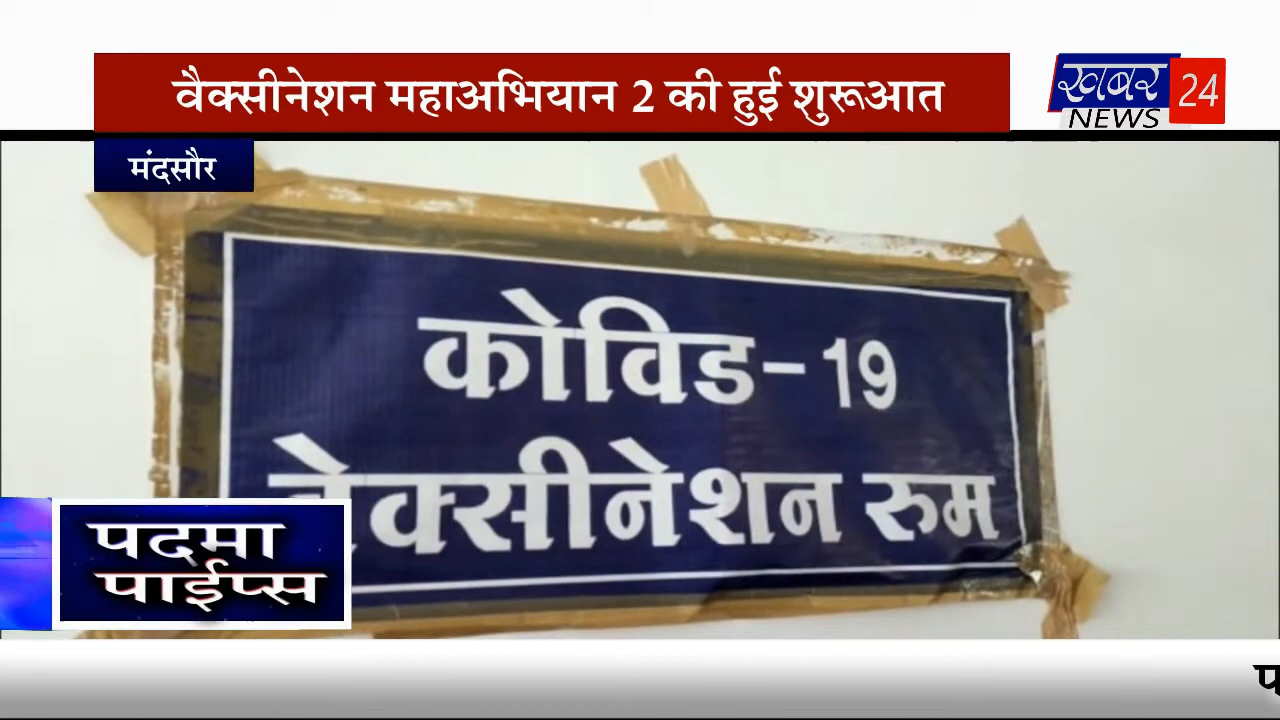 वैक्सीनेशन महाअभियान 2 की हुई शुरूआत
खबर 24
NEWS
मंदसौर
कोविड- 19
वेक्सीनेशन रुम
पदमा
पाईप्स